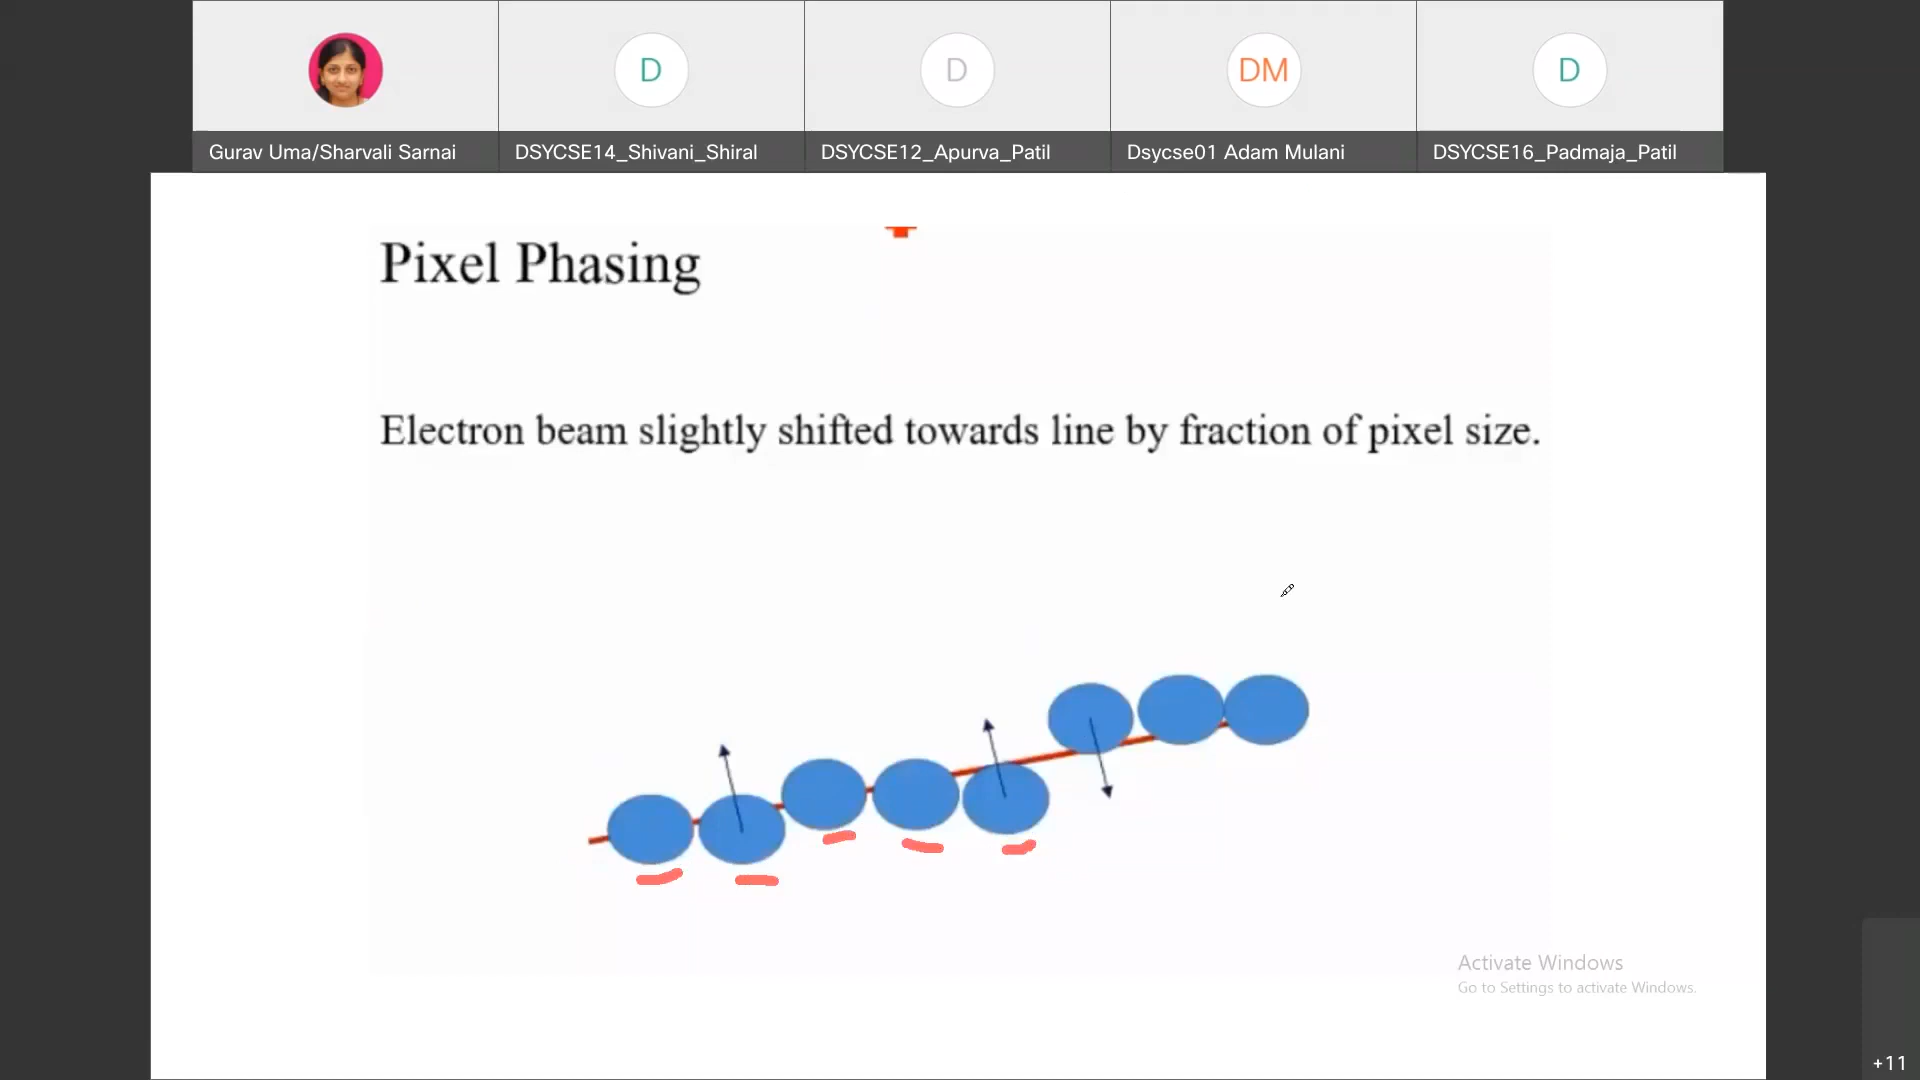 D
D
DM
D
Gurav Uma/Sharvali Sarnai
DSYCSE14_Shivani_Shiral
DSYCSE12_Apurva_Patil
Dsycse01 Adam Mulani
DSYCSE16_Padmaja_Patil
Pixel Phasing
Electron beam slightly shifted towards line by fraction of pixel size.
Activate Windows
Go to Settings to activate Windows.
+11